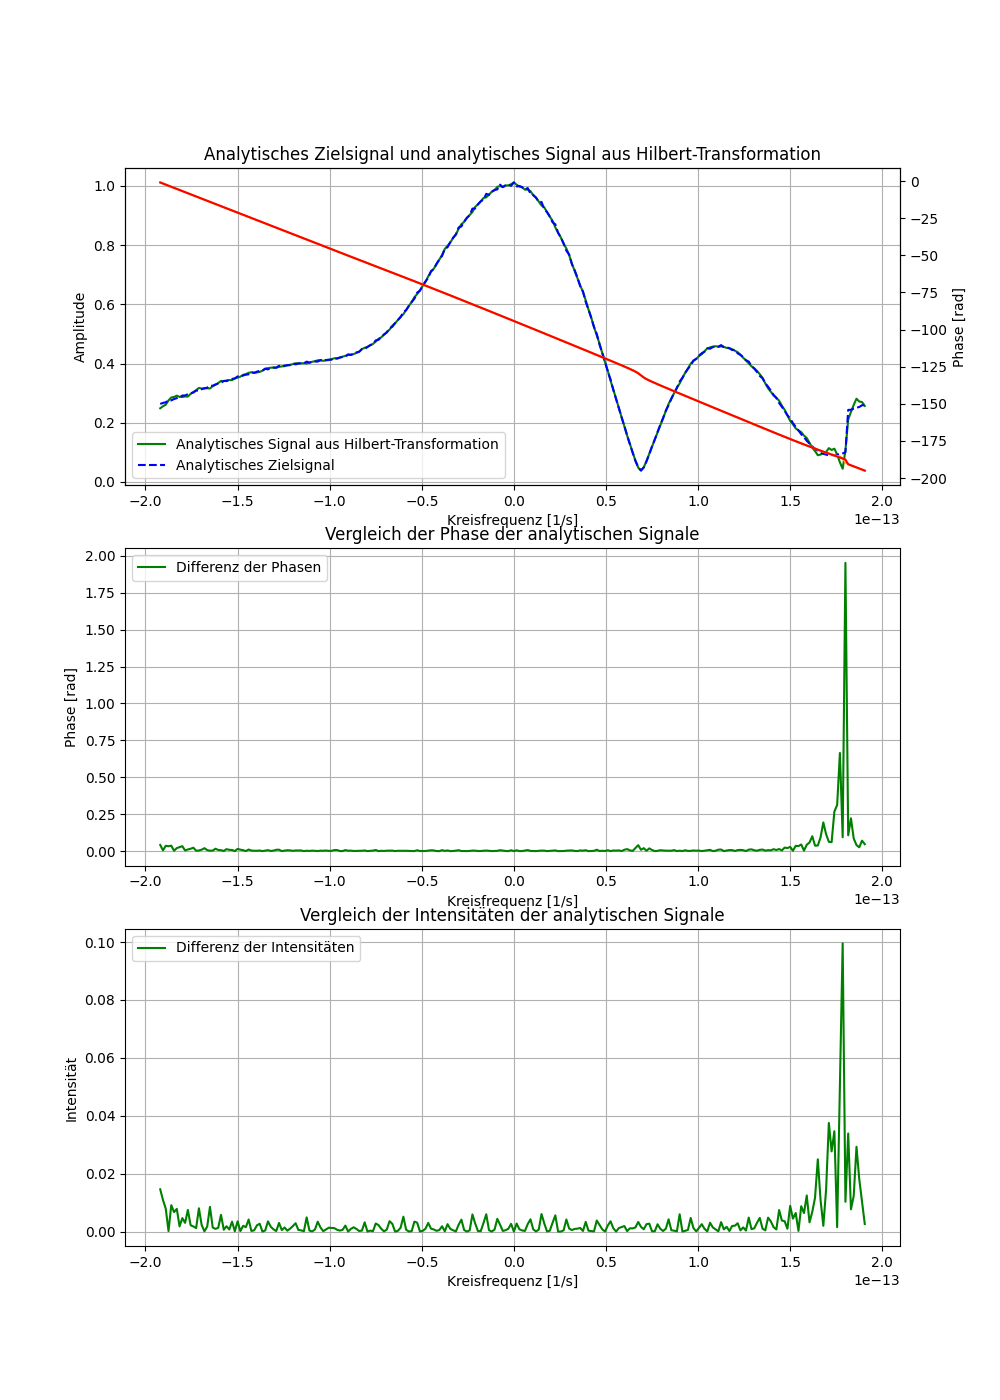 Analytisches Zielsignal und analytisches Signal aus Hilbert-Transformation
1.0
0.8
0.6
0.4
0.2
0.0
Amplitude
0
−25
−50
−75
−100
−125
−150
−175
−200
Phase [rad]
Analytisches Signal aus Hilbert-Transformation
Analytisches Zielsignal
−2.0 −1.5 −1.0 −0.5 0.0 0.5 1.0 1.5 2.0
1e−13
Kreisfrequenz [1/s]
Vergleich der Phase der analytischen Signale
2.00
1.75
1.50
1.25
1.00
0.75
0.50
0.25
0.00
Phase [rad]
Differenz der Phasen
−2.0 −1.5 −1.0 −0.5 0.0 0.5 1.0 1.5 2.0
1e−13
Kreisfrequenz [1/s]
Vergleich der Intensitäten der analytischen Signale
0.10
0.08
0.06
0.04
0.02
0.00
Intensität
Differenz der Intensitäten
−2.0 −1.5 −1.0 −0.5 0.0 0.5 1.0 1.5 2.0
1e−13
Kreisfrequenz [1/s]